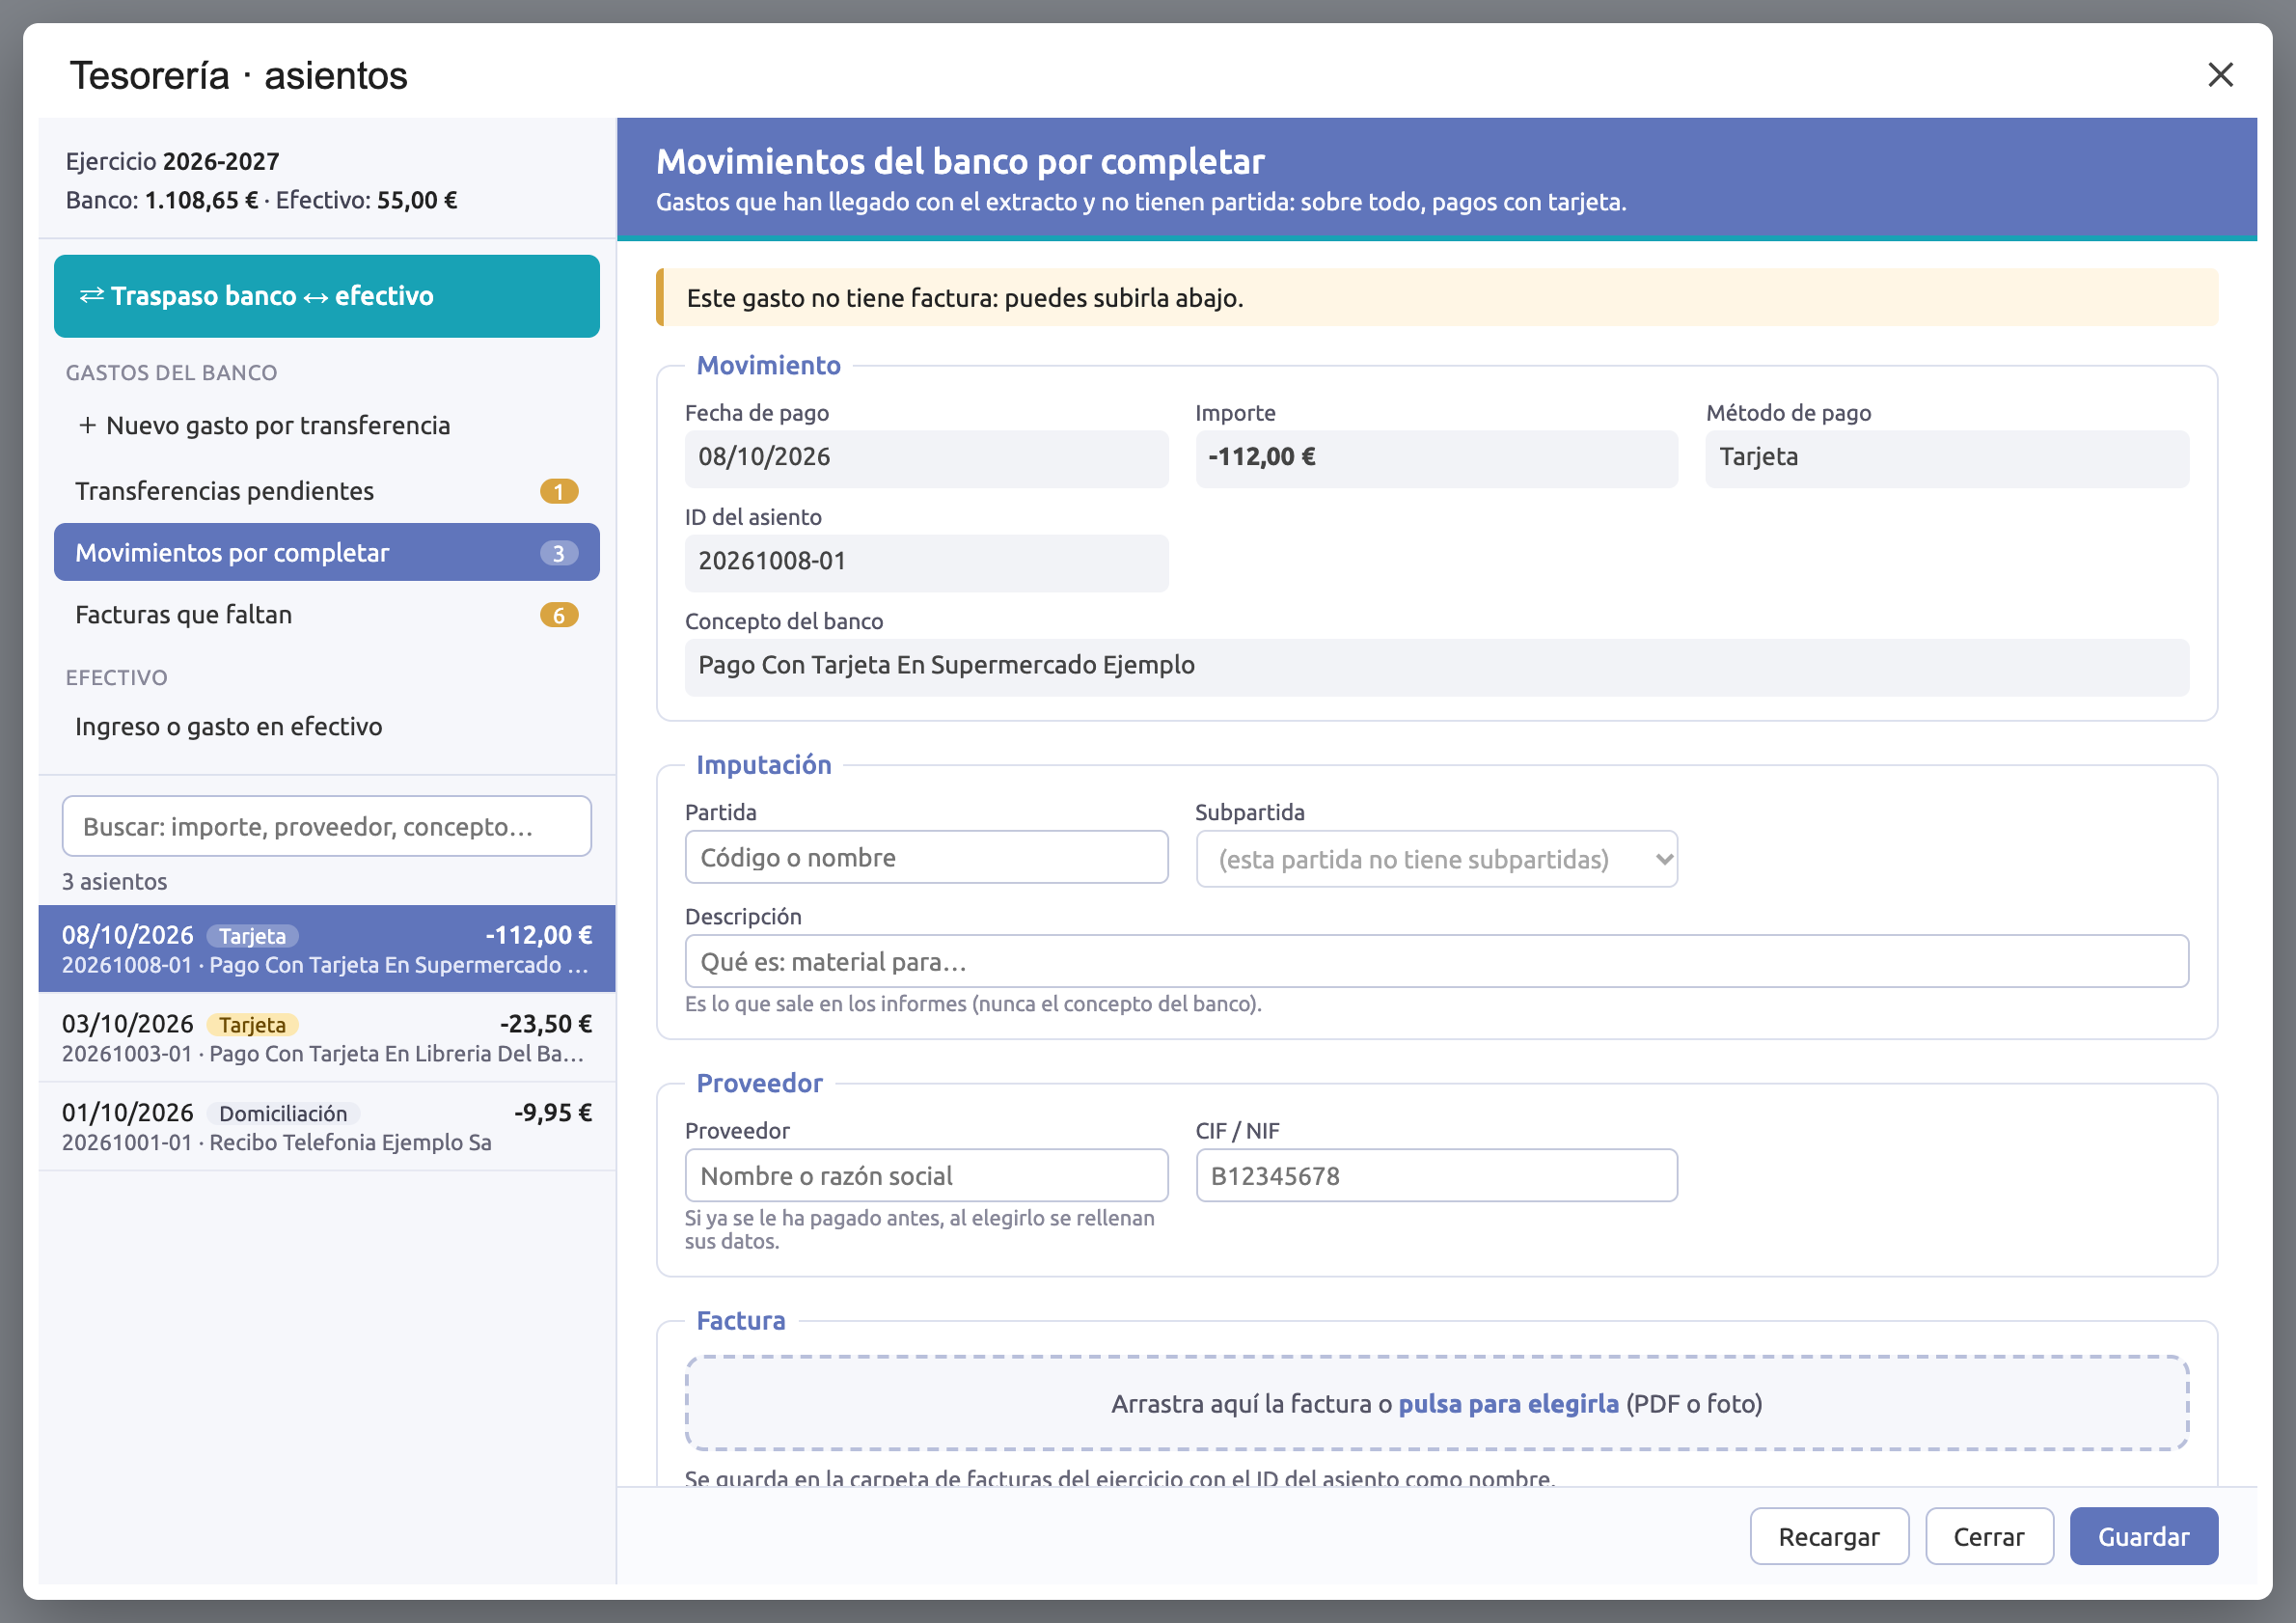 Tesorería · asientos
Ejercicio 2026-2027
Banco: 1.108,65 € · Efectivo: 55,00 €
⇄ Traspaso banco ↔ efectivo
GASTOS DEL BANCO
+ Nuevo gasto por transferencia
Transferencias pendientes 1
Movimientos por completar 3
Facturas que faltan 6
EFECTIVO
Ingreso o gasto en efectivo
Buscar: importe, proveedor, concepto...
3 asientos
08/10/2026 Tarjeta -112,00 €
20261008-01 · Pago Con Tarjeta En Supermercado ...
03/10/2026 Tarjeta -23,50 €
20261003-01 · Pago Con Tarjeta En Libreria Del Ba...
01/10/2026 Domiciliación -9,95 €
20261001-01 · Recibo Telefonia Ejemplo Sa
Movimientos del banco por completar
Gastos que han llegado con el extracto y no tienen partida: sobre todo, pagos con tarjeta.
Este gasto no tiene factura: puedes subirla abajo.
Movimiento
Fecha de pago Importe Método de pago
08/10/2026 -112,00 € Tarjeta
ID del asiento
20261008-01
Concepto del banco
Pago Con Tarjeta En Supermercado Ejemplo
Imputación
Partida Subpartida
Código o nombre (esta partida no tiene subpartidas)
Descripción
Qué es: material para...
Es lo que sale en los informes (nunca el concepto del banco).
Proveedor
Proveedor CIF / NIF
Nombre o razón social B12345678
Si ya se le ha pagado antes, al elegirlo se rellenan
sus datos.
Factura
Arrastra aquí la factura o pulsa para elegirla (PDF o foto)
Se guarda en la carpeta de facturas del ejercicio con el ID del asiento como nombre.
Recargar Cerrar Guardar